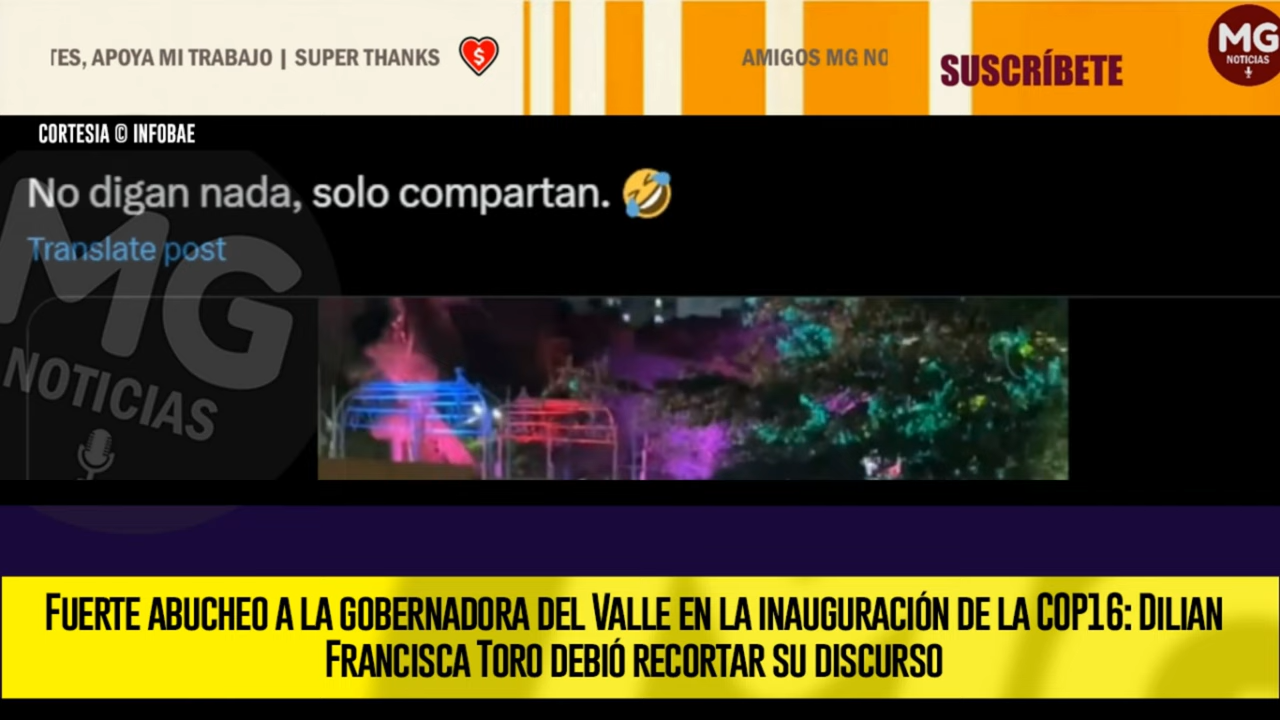 TES, APOYA MI TRABAJO | SUPER THANKS
AMIGOS MG NO
SUSCRÍBETE
MG
NOTICIAS
CORTESIA © INFOBAE
No digan nada, solo compartan. 🤣
Translate post
MG
NOTICIAS
FUERTE ABUCHEO A LA GOBERNADORA DEL VALLE EN LA INAUGURACIÓN DE LA COP16: DILIAN
FRANCISCA TORO DEBIÓ RECORTAR SU DISCURSO